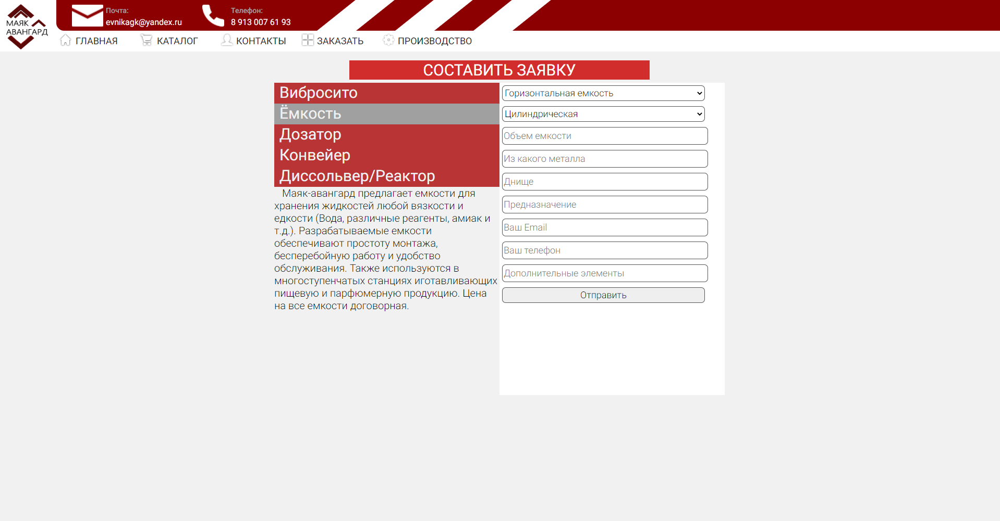 МАЯК
АВАНГАРД
Почта:
evnikagk@yandex.ru
Телефон:
8 913 007 61 93
ГЛАВНАЯ
КАТАЛОГ
КОНТАКТЫ
ЗАКАЗАТЬ
ПРОИЗВОДСТВО
СОСТАВИТЬ ЗАЯВКУ
Вибросито
Ёмкость
Дозатор
Конвейер
Диссольвер/Реактор
Маяк-авангард предлагает емкости для
хранения жидкостей любой вязкости и
едкости (Вода, различные реагенты, амиак и
т.д.). Разрабатываемые емкости
обеспечивают простоту монтажа,
бесперебойную работу и удобство
обслуживания. Также используются в
многоступенчатых станциях иготавливающих
пищевую и парфюмерную продукцию. Цена
на все емкости договорная.
Горизонтальная емкость
Цилиндрическая
Объем емкости
Из какого металла
Днище
Предназначение
Ваш Email
Ваш телефон
Дополнительные элементы
Отправить